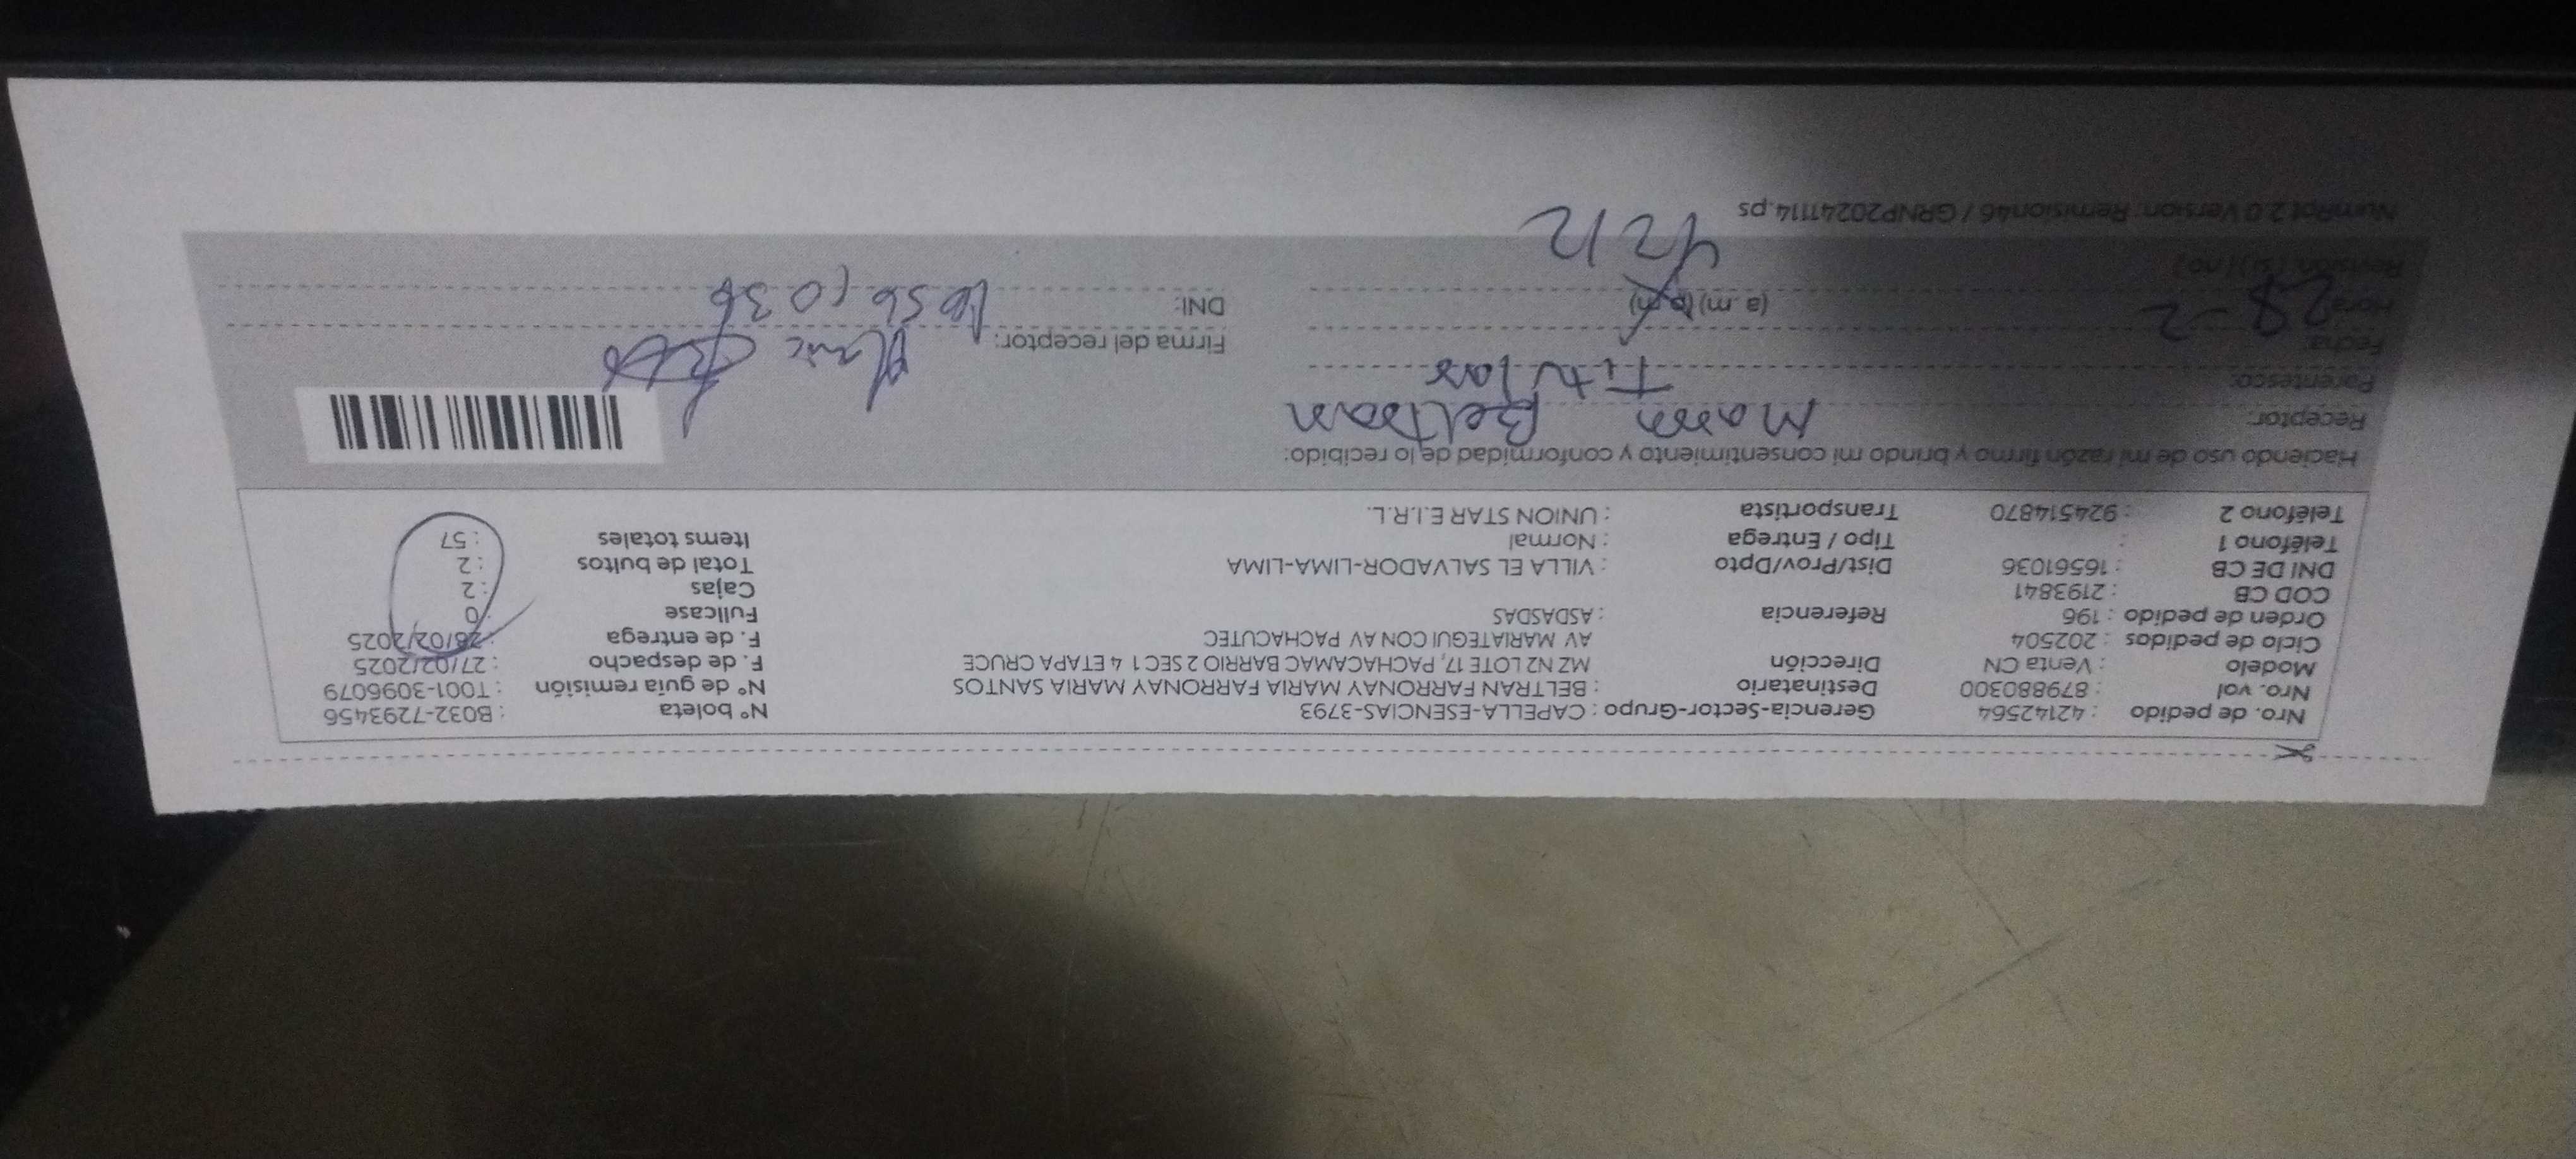 Nro. de pedido : 42142564 Gerencia-Sector-Grupo : CAPELLA-ESENCIAS-3793 N° boleta : B032-7293456
Nro. vol : 879880300 Destinatario : BELTRAN FARRONAY MARIA FARRONAY MARIA SANTOS N° de guía remisión : T001-3096079
Modelo : Venta CN Dirección MZ N2 LOTE 17, PACHACAMAC BARRIO 2 SEC 1 4 ETAPA CRUCE F. de despacho : 27/02/2025
Ciclo de pedidos : 202504 AV MARIATEGUI CON AV PACHACUTEC F. de entrega : 28/02/2025
Orden de pedido : 196 Referencia : ASDASDAS Fullcase : 0
COD CB : 2193841 Cajas : 2
DNI DE CB : 16561036 Dist/Prov/Dpto : VILLA EL SALVADOR-LIMA-LIMA Total de bultos : 2
Teléfono 1 : Tipo / Entrega : Normal Items totales : 57
Teléfono 2 : 924514870 Transportista : UNION STAR E.I.R.L.
Haciendo uso de mi razón firmo y brindo mi consentimiento y conformidad de lo recibido:
Receptor: Beltran
Parentesco: Titular
Fecha: 28-2 Firma del receptor:
Hora: (a.m) (p.m) DNI: 16561036
Revisión: (si) (no) 4212
NumRpt 2.0 Version: Remision46 / GRNP20241114.ps